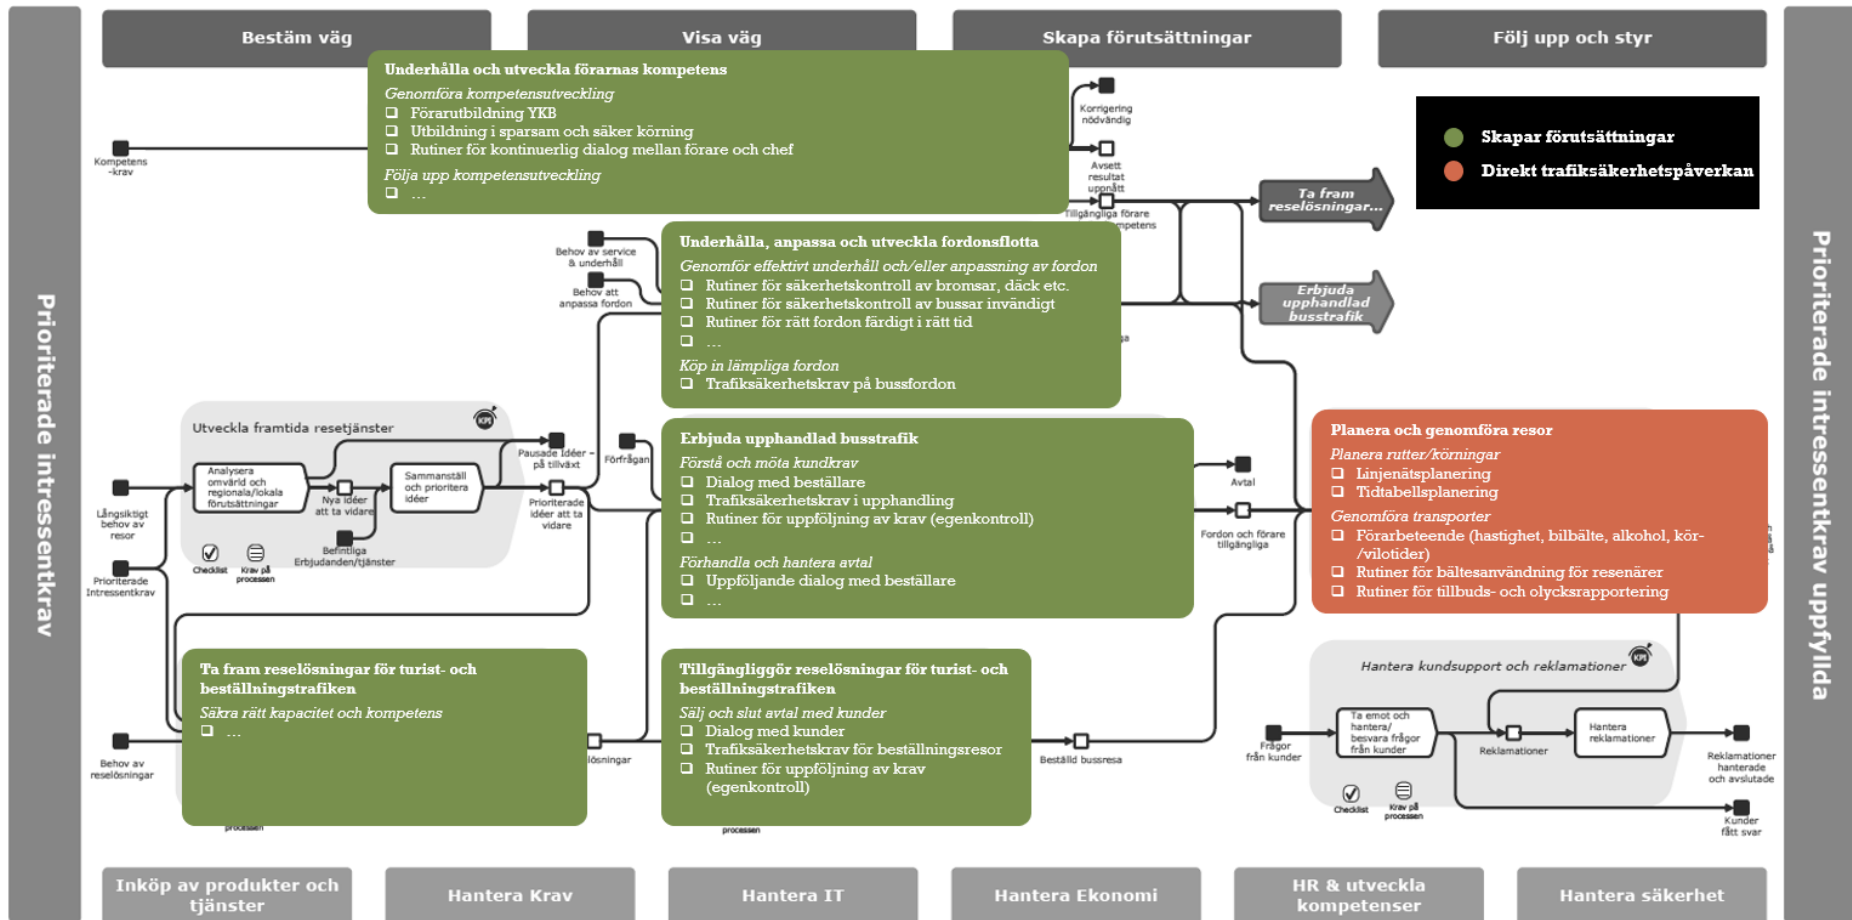 Bestäm väg
Visa väg
Skapa förutsättningar
Följ upp och styr
Prioriterade intressentkrav
Prioriterade intressentkrav uppfyllda
Underhålla och utveckla förarnas kompetens
Genomföra kompetensutveckling
❑ Förarutbildning YKB
❑ Utbildning i sparsam och säker körning
❑ Rutiner för kontinuerlig dialog mellan förare och chef
Följa upp kompetensutveckling
❑ ...
Kompetens
-krav
Korrigering
nödvändig
Avsett
resultat
uppnått
Tillgängliga förare
mpetens
Skapar förutsättningar
Direkt trafiksäkerhetspåverkan
Ta fram
reselösningar...
Erbjuda
upphandlad
busstrafik
Behov av service
& underhåll
Behov att
anpassa fordon
Underhålla, anpassa och utveckla fordonsflotta
Genomför effektivt underhåll och/eller anpassning av fordon
❑ Rutiner för säkerhetskontroll av bromsar, däck etc.
❑ Rutiner för säkerhetskontroll av bussar invändigt
❑ Rutiner för rätt fordon färdigt i rätt tid
❑ ...
Köp in lämpliga fordon
❑ Trafiksäkerhetskrav på bussfordon
ga
Utveckla framtida resetjänster
KPI
Analysera
omvärld och
regionala/lokala
förutsättningar
Nya idéer
att ta vidare
Sammanställ
och prioritera
idéer
Befintliga
Erbjudanden/tjänster
Checklist
Krav på
processen
Pausade Idéer –
på tillväxt
Prioriterade
idéer att ta
vidare
Förfrågan
Långsiktigt
behov av
resor
Prioriterade
Intressentkrav
Erbjuda upphandlad busstrafik
Förstå och möta kundkrav
❑ Dialog med beställare
❑ Trafiksäkerhetskrav i upphandling
❑ Rutiner för uppföljning av krav (egenkontroll)
❑ ...
Förhandla och hantera avtal
❑ Uppföljande dialog med beställare
❑ ...
Avtal
Fordon och förare
tillgängliga
Planera och genomföra resor
Planera rutter/körningar
❑ Linjenätsplanering
❑ Tidtabellsplanering
Genomföra transporter
❑ Förarbeteende (hastighet, bilbälte, alkohol, kör-
/vilotider)
❑ Rutiner för bältesanvändning för resenärer
❑ Rutiner för tillbuds- och olycksrapportering
Ta fram reselösningar för turist- och
beställningstrafiken
Säkra rätt kapacitet och kompetens
❑ ...
processen
Behov av
reselösningar
lösningar
Tillgängliggör reselösningar för turist- och
beställningstrafiken
Sälj och slut avtal med kunder
❑ Dialog med kunder
❑ Trafiksäkerhetskrav för beställningsresor
❑ Rutiner för uppföljning av krav
(egenkontroll)
processen
Beställd bussresa
Hantera kundsupport och reklamationer
KPI
Frågor
från kunder
Ta emot och
hantera/
besvara frågor
från kunder
Reklamationer
Hantera
reklamationer
Checklist
Krav på
processen
Reklamationer
hanterade
och avslutade
Kunder
fått svar
Inköp av produkter och
tjänster
Hantera Krav
Hantera IT
Hantera Ekonomi
HR & utveckla
kompetenser
Hantera säkerhet